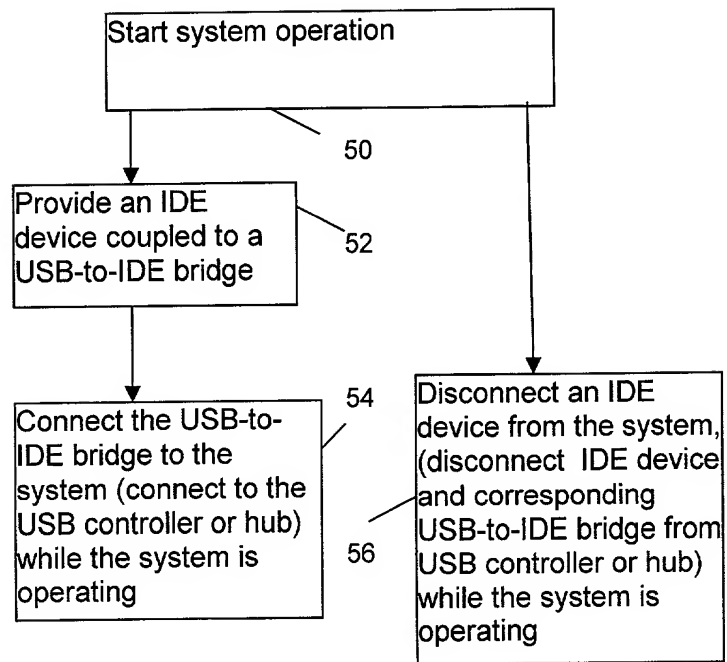 Start system operation
50
Provide an IDE
device coupled to a
USB-to-IDE bridge
52
Connect the USB-to-
IDE bridge to the
system (connect to the
USB controller or hub)
while the system is
operating
54
Disconnect an IDE
device from the system,
(disconnect IDE device
and corresponding
USB-to-IDE bridge from
USB controller or hub)
while the system is
operating
56